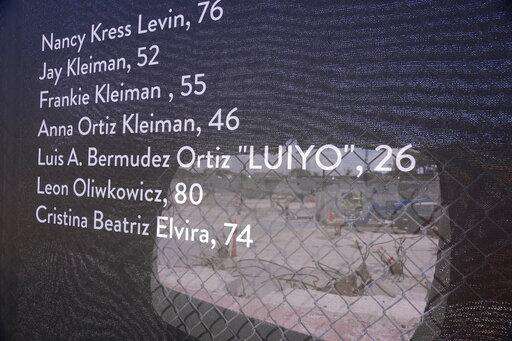 Nancy Kress Levin, 76
Jay Kleiman, 52
Frankie Kleiman , 55
Anna Ortiz Kleiman, 46
Luis A. Bermudez Ortiz "LUIYO", 26
Leon Oliwkowicz, 80
Cristina Beatriz Elvira, 74